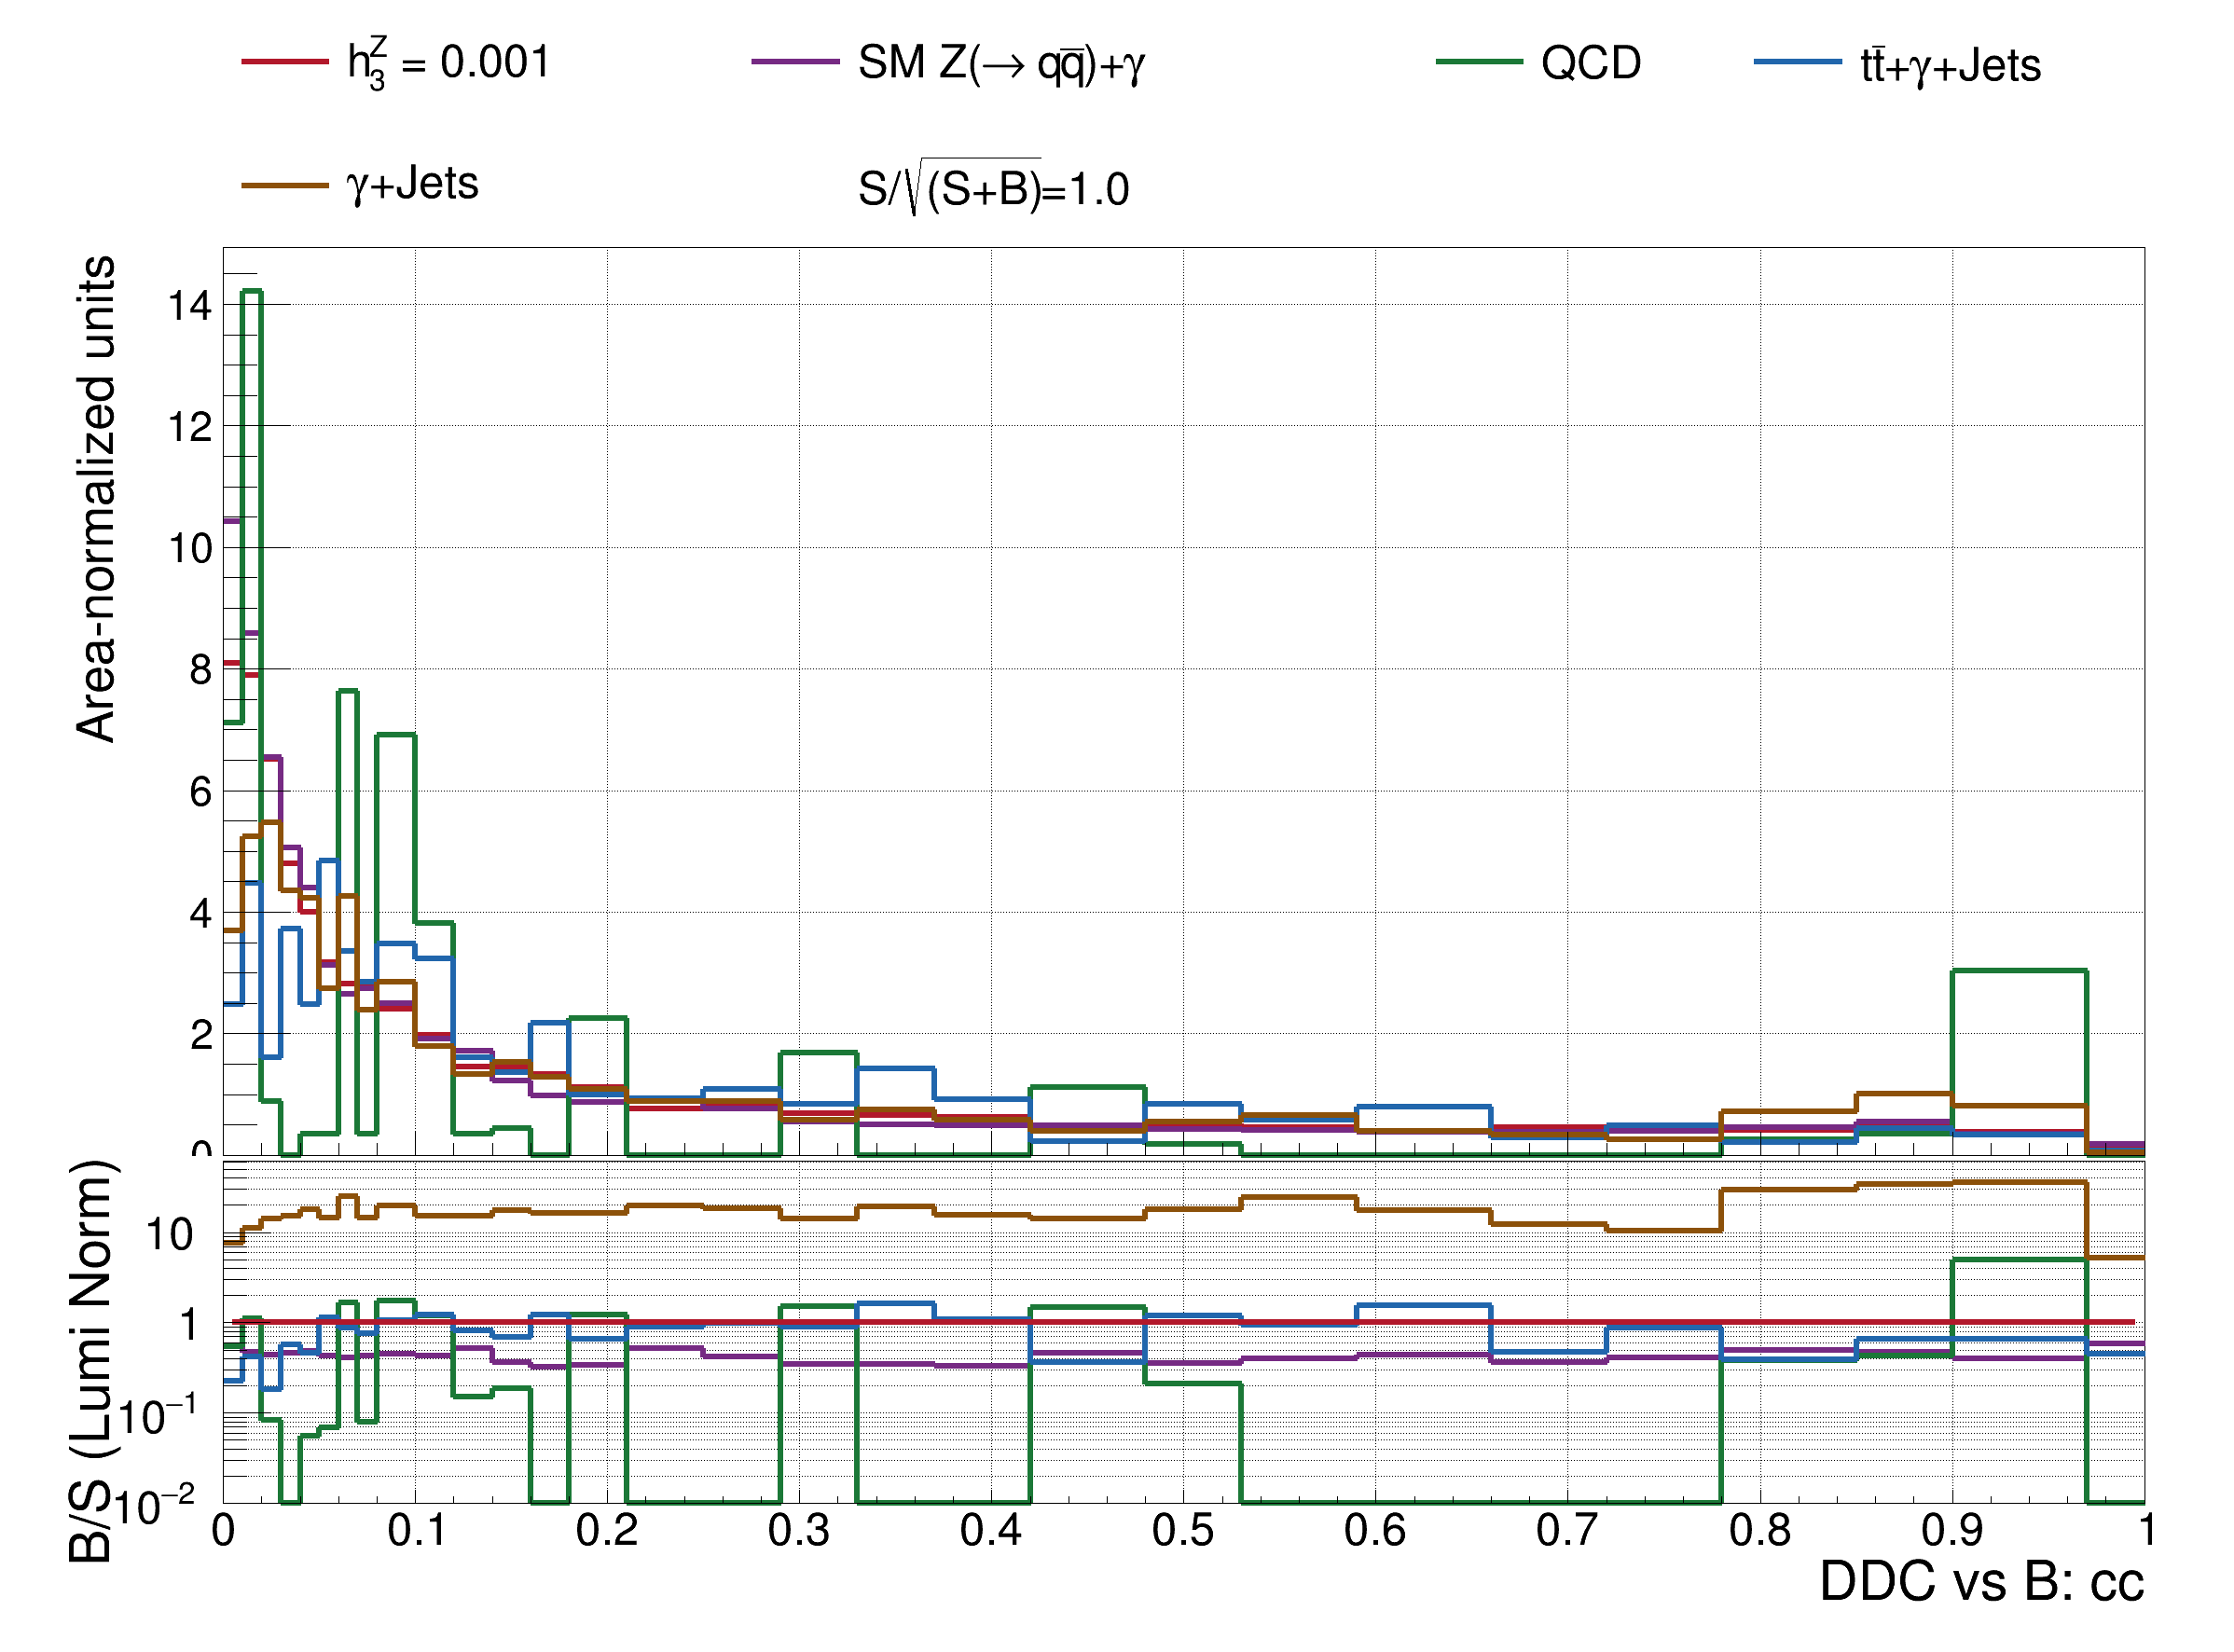 h₃ᶻ = 0.001 SM Z(→ qq̅)+γ QCD tt̅+γ+Jets
γ+Jets S/√(S+B)=1.0
Area-normalized units
14
12
10
8
6
4
2
0
B/S (Lumi Norm)
10
1
10⁻¹
10⁻²
0 0.1 0.2 0.3 0.4 0.5 0.6 0.7 0.8 0.9 1
DDC vs B: cc